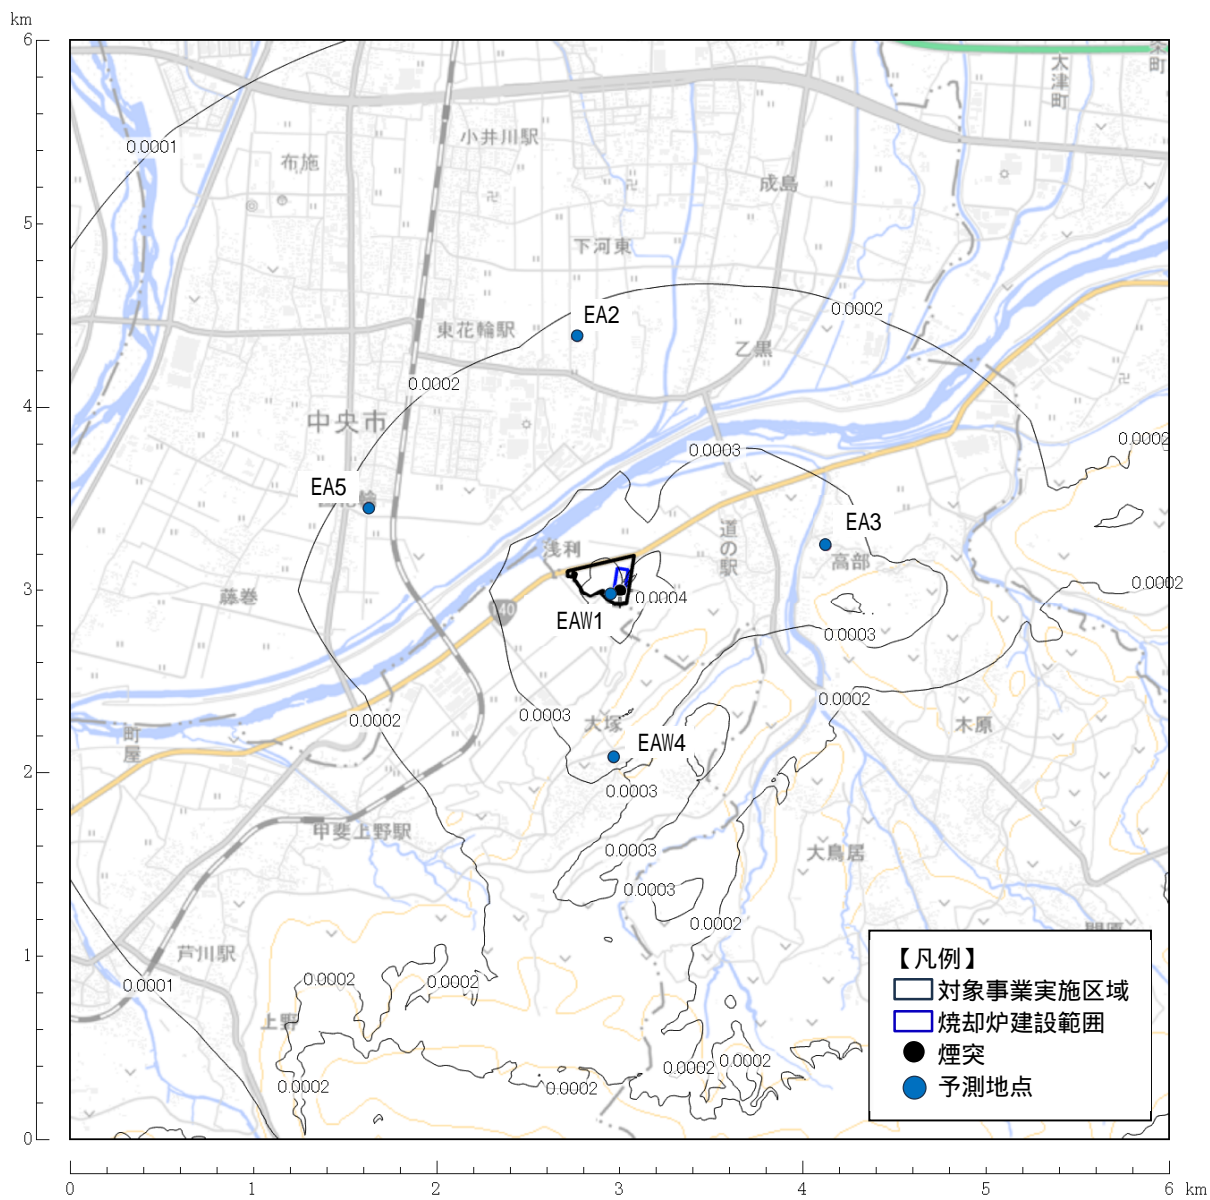 km
6
5
4
3
2
1
0
0
1
2
3
4
5
6
km
大津町
町
小井川駅
0.0001
布施
成島
下河東
EA2
0.0002
東花輪駅
乙黒
0.0002
中央市
0.0002
0.0003
EA5
EA3
道の駅
浅利
高部
藤巻
0.0002
0.0004
140
EAW1
0.0003
0.0002
0.0003
大塚
木原
0.0002
町屋
EAW4
0.0003
甲斐上野駅
0.0003
大鳥居
0.0003
0.0002
芦川駅
0.0001
0.0002
0.0002
上野
0.0002
0.0002
0.0002
0.0002
【凡例】
対象事業実施区域
焼却炉建設範囲
煙突
予測地点